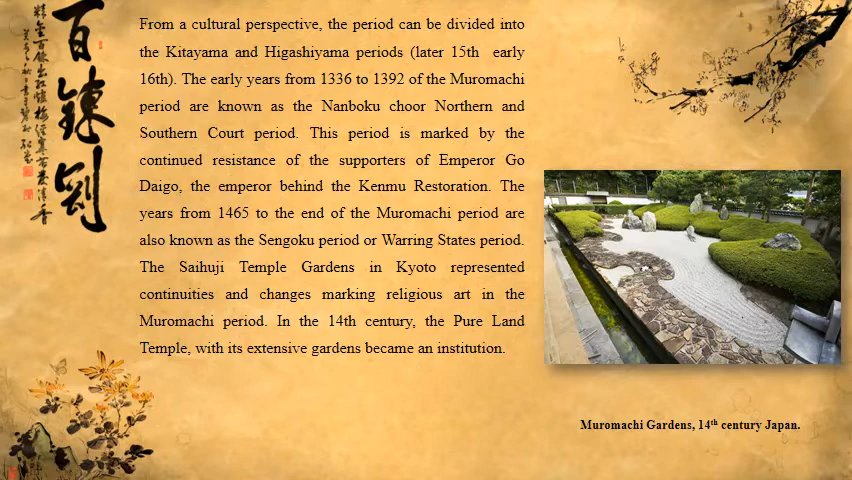 百鍊剛
From a cultural perspective, the period can be divided into
the Kitayama and Higashiyama periods (later 15th early
16th). The early years from 1336 to 1392 of the Muromachi
period are known as the Nanboku choor Northern and
Southern Court period. This period is marked by the
continued resistance of the supporters of Emperor Go
Daigo, the emperor behind the Kenmu Restoration. The
years from 1465 to the end of the Muromachi period are
also known as the Sengoku period or Warring States period.
The Saihuji Temple Gardens in Kyoto represented
continuities and changes marking religious art in the
Muromachi period. In the 14th century, the Pure Land
Temple, with its extensive gardens became an institution.
Muromachi Gardens, 14th century Japan.